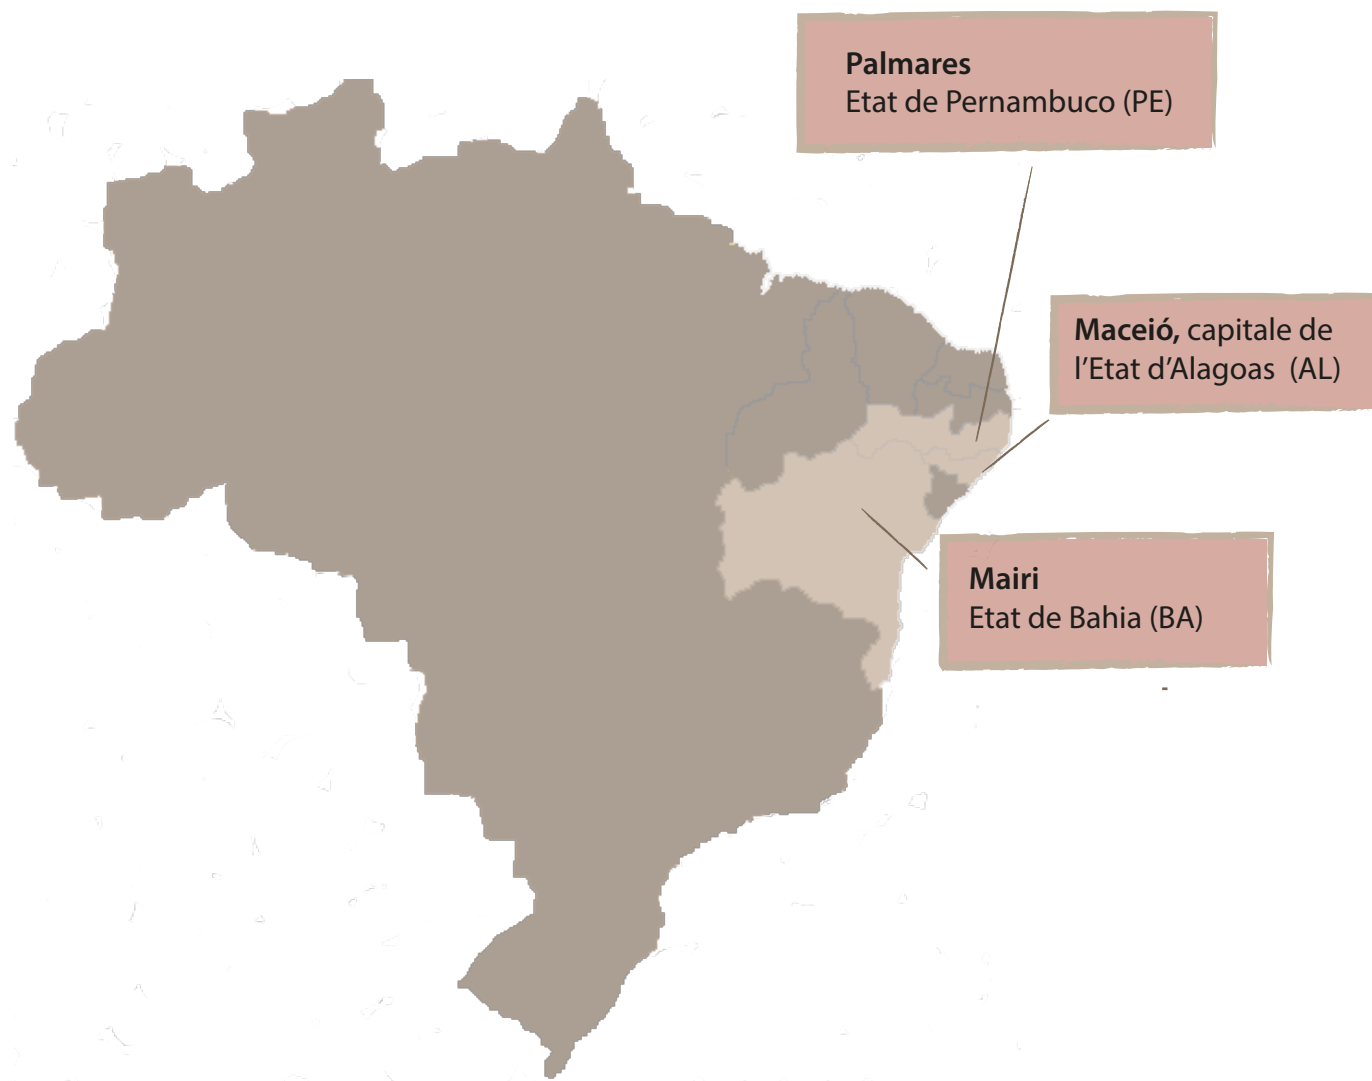 Palmares
Etat de Pernambuco (PE)
Maceió, capitale de
l'Etat d'Alagoas (AL)
Mairi
Etat de Bahia (BA)